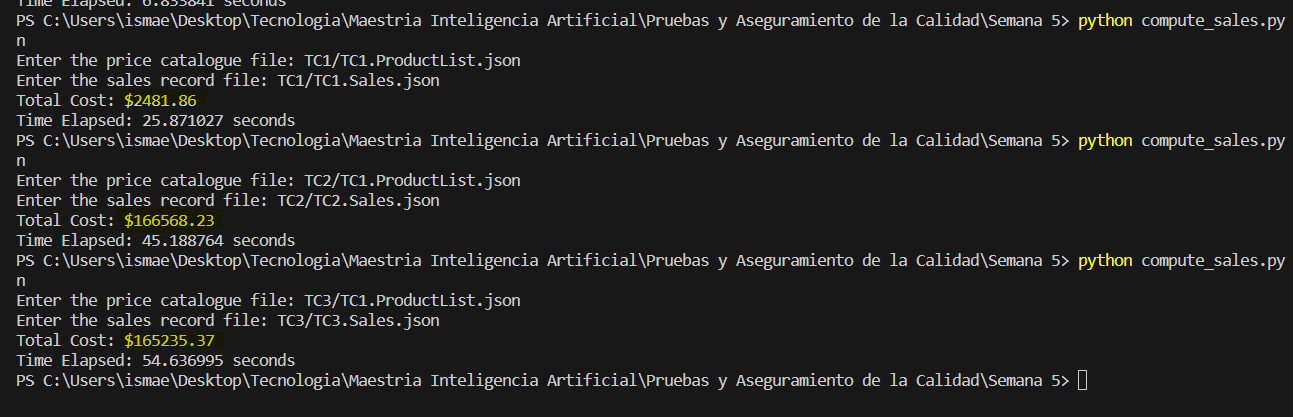 Time Elapsed: 6.833841 seconds
PS C:\Users\ismae\Desktop\Tecnologia\Maestria Inteligencia Artificial\Pruebas y Aseguramiento de la Calidad\Semana 5> python compute_sales.py
n
Enter the price catalogue file: TC1/TC1.ProductList.json
Enter the sales record file: TC1/TC1.Sales.json
Total Cost: $2481.86
Time Elapsed: 25.871027 seconds
PS C:\Users\ismae\Desktop\Tecnologia\Maestria Inteligencia Artificial\Pruebas y Aseguramiento de la Calidad\Semana 5> python compute_sales.py
n
Enter the price catalogue file: TC2/TC1.ProductList.json
Enter the sales record file: TC2/TC2.Sales.json
Total Cost: $166568.23
Time Elapsed: 45.188764 seconds
PS C:\Users\ismae\Desktop\Tecnologia\Maestria Inteligencia Artificial\Pruebas y Aseguramiento de la Calidad\Semana 5> python compute_sales.py
n
Enter the price catalogue file: TC3/TC1.ProductList.json
Enter the sales record file: TC3/TC3.Sales.json
Total Cost: $165235.37
Time Elapsed: 54.636995 seconds
PS C:\Users\ismae\Desktop\Tecnologia\Maestria Inteligencia Artificial\Pruebas y Aseguramiento de la Calidad\Semana 5>